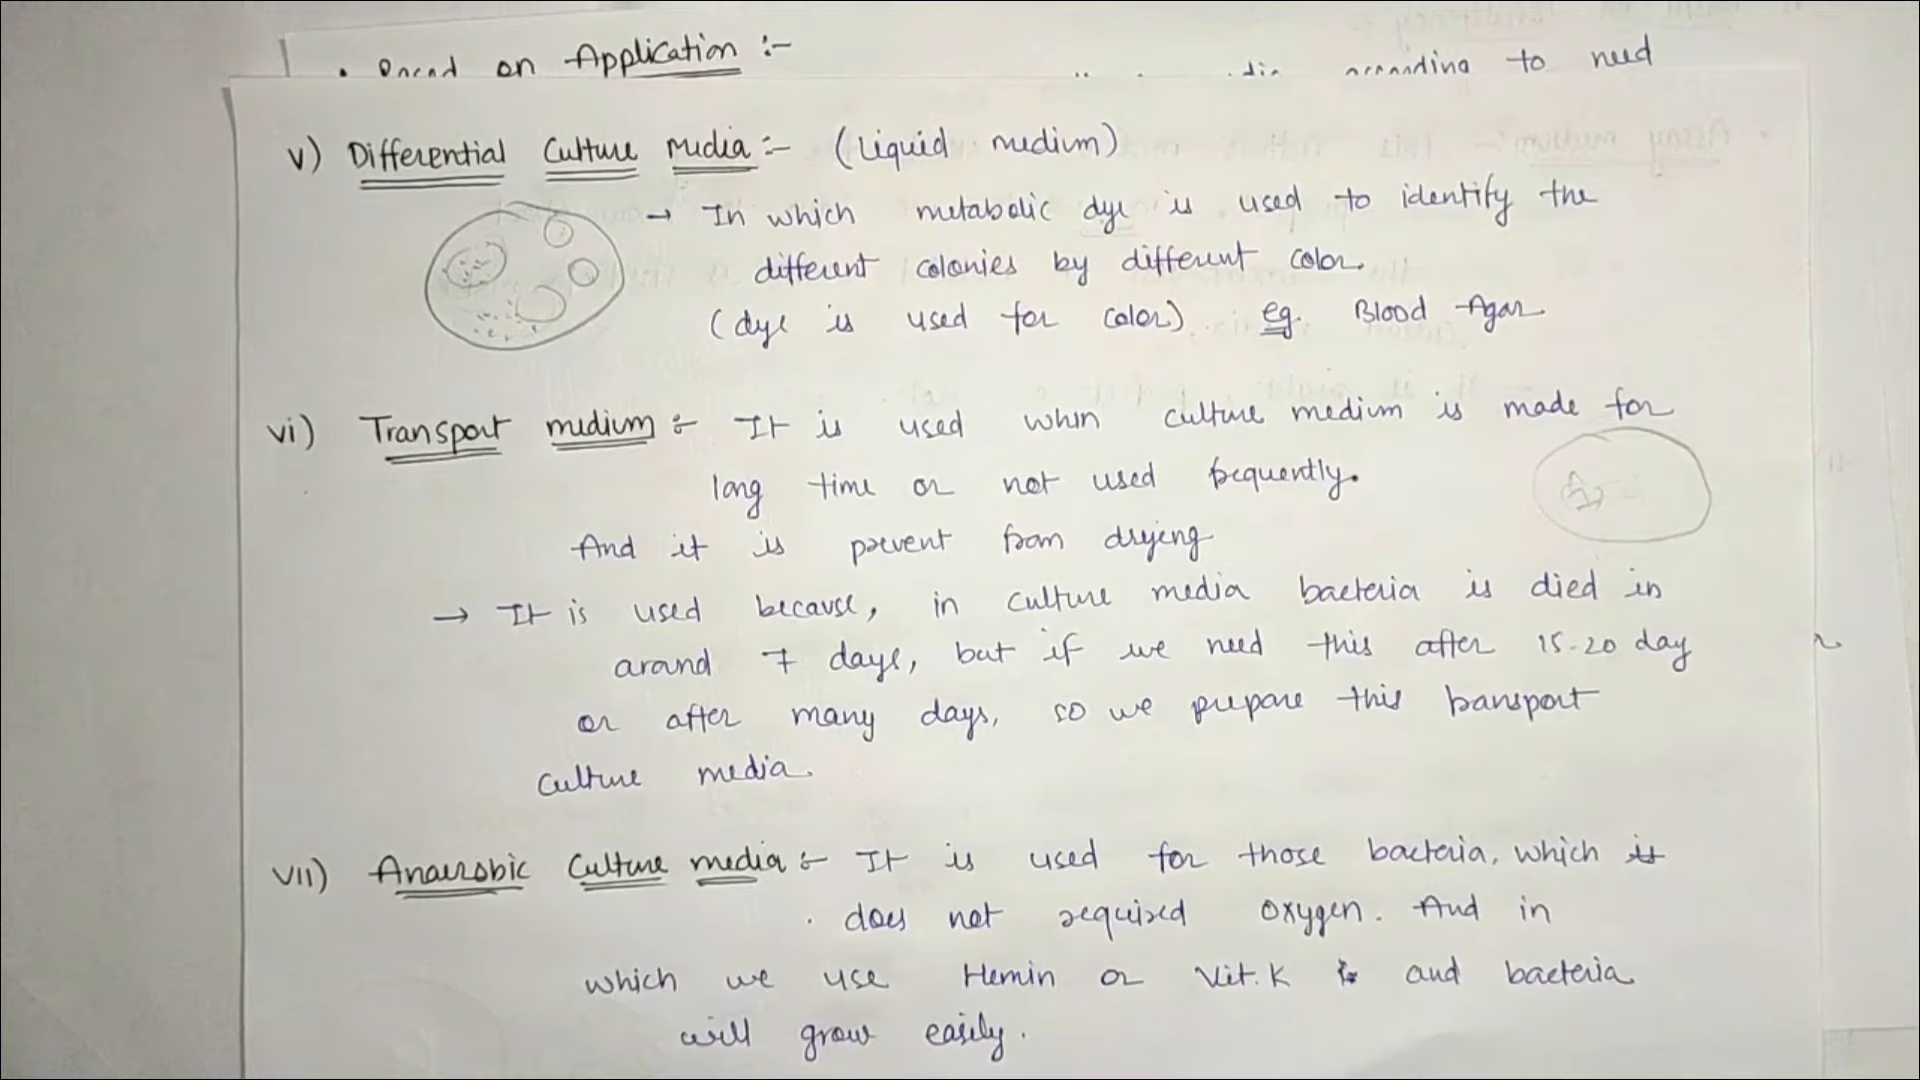 on Application :-
to need
v) Differential Culture Media :- (Liquid medium)
→ In which metabolic dye is used to identify the
different colonies by different color.
(dye is used for color) eg. Blood Agar
vi) Transport medium :- It is used when culture medium is made for
long time or not used frequently.
And it is prevent from drying
→ It is used because, in culture media bacteria is died in
around 7 days, but if we need this after 15-20 day
or after many days, so we prepare this transport
culture media.
VII) Anaerobic Culture media :- It is used for those bacteria, which
does not required oxygen. And in
which we use Hemin or Vit. K and bacteria
will grow easily.